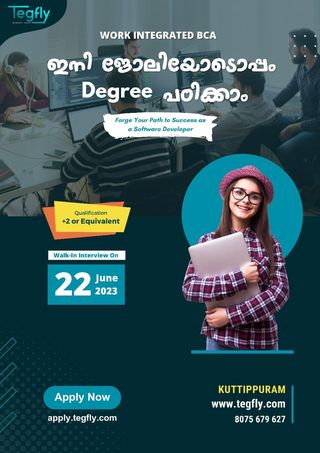 Tegfly
WORK INTEGRATED BCA
ഇനി ജോലിയോടൊപ്പം
Degree പഠിക്കാം
Forge Your Path to Success as
a Software Developer
Qualification
+2 or Equivalent
Walk-In Interview On
22 June
2023
Apply Now
apply.tegfly.com
KUTTIPPURAM
www.tegfly.com
8075 679 627